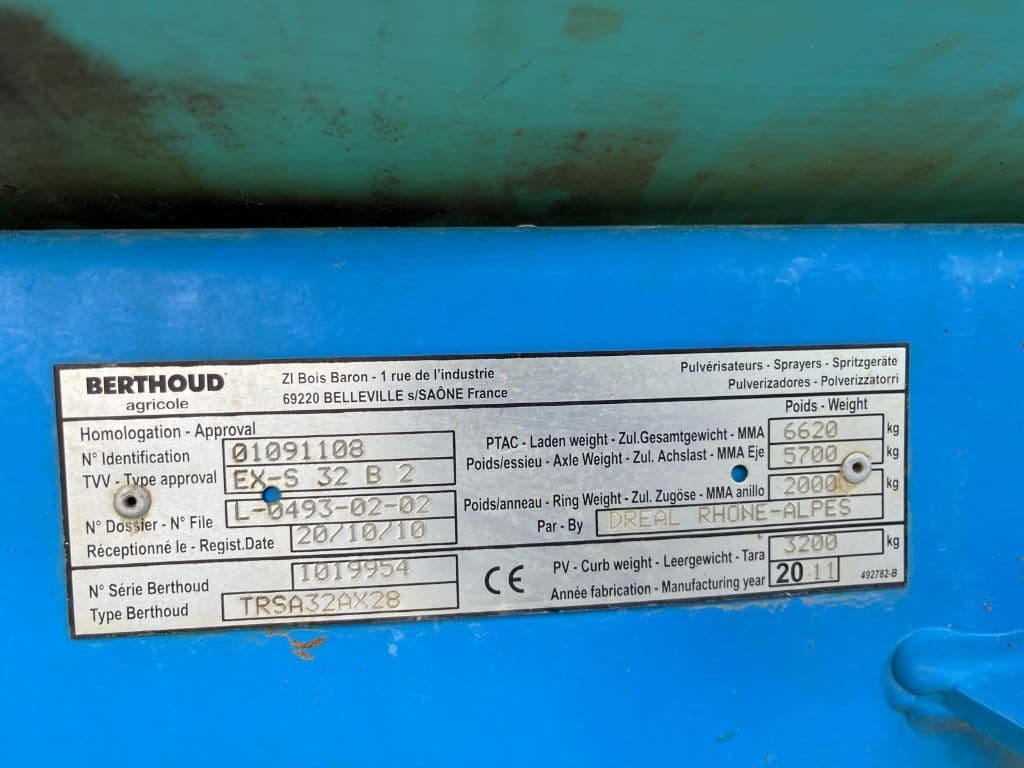 BERTHOUD
agricole
ZI Bois Baron - 1 rue de l'industrie
69220 BELLEVILLE s/SAÔNE France
Pulvérisateurs - Sprayers - Spritzgeräte
Pulverizadores - Polverizzatorri
Homologation - Approval
N° Identification 01091108
TVV - Type approval EX-S 32 B 2
N° Dossier - N° File L-0493-02-02
Réceptionné le - Regist.Date 20/10/10
Poids - Weight
PTAC - Laden weight - Zul.Gesamtgewicht - MMA 6620 kg
Poids/essieu - Axle Weight - Zul. Achslast - MMA Eje 5700 kg
Poids/anneau - Ring Weight - Zul. Zugöse - MMA anillo 2000 kg
Par - By DREAL RHONE-ALPES
N° Série Berthoud 1019954
Type Berthoud TRSA32AX28
CE
PV - Curb weight - Leergewicht - Tara 3200 kg
Année fabrication - Manufacturing year 2011
492782-B